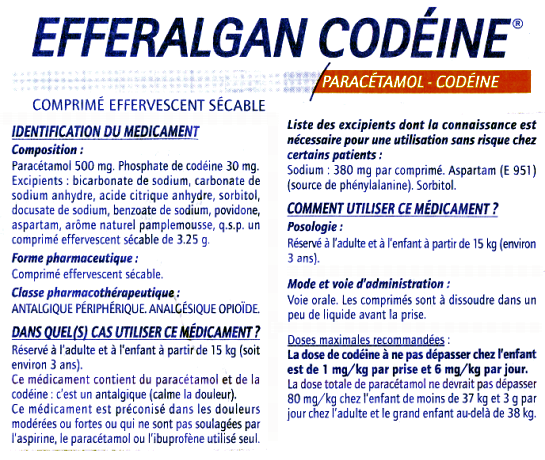 EFFERALGAN CODÉINE®
PARACÉTAMOL - CODÉINE
COMPRIMÉ EFFERVESCENT SÉCABLE
IDENTIFICATION DU MEDICAMENT
Composition :
Paracétamol 500 mg. Phosphate de codéine 30 mg.
Excipients : bicarbonate de sodium, carbonate de
sodium anhydre, acide citrique anhydre, sorbitol,
docusate de sodium, benzoate de sodium, povidone,
aspartam, arôme naturel pamplemousse, q.s.p. un
comprimé effervescent sécable de 3.25 g.
Forme pharmaceutique :
Comprimé effervescent sécable.
Classe pharmacothérapeutique :
ANTALGIQUE PÉRIPHÉRIQUE. ANALGÉSIQUE OPIOÏDE.
DANS QUEL(S) CAS UTILISER CE MÉDICAMENT ?
Réservé à l'adulte et à l'enfant à partir de 15 kg (soit
environ 3 ans).
Ce médicament contient du paracétamol et de la
codéine : c'est un antalgique (calme la douleur).
Ce médicament est préconisé dans les douleurs
modérées ou fortes ou qui ne sont pas soulagées par
l'aspirine, le paracétamol ou l'ibuprofène utilisé seul.
Liste des excipients dont la connaissance est
nécessaire pour une utilisation sans risque chez
certains patients :
Sodium : 380 mg par comprimé. Aspartam (E 951)
(source de phénylalanine). Sorbitol.
COMMENT UTILISER CE MÉDICAMENT ?
Posologie :
Réservé à l'adulte et à l'enfant à partir de 15 kg (environ
3 ans).
Mode et voie d'administration :
Voie orale. Les comprimés sont à dissoudre dans un
peu de liquide avant la prise.
Doses maximales recommandées :
La dose de codéine à ne pas dépasser chez l'enfant
est de 1 mg/kg par prise et 6 mg/kg par jour.
La dose totale de paracétamol ne devrait pas dépasser
80 mg/kg chez l'enfant de moins de 37 kg et 3 g par
jour chez l'adulte et le grand enfant au-delà de 38 kg.